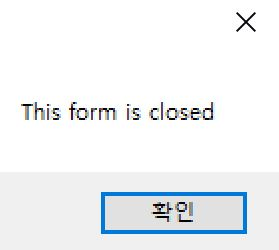 This form is closed
확인